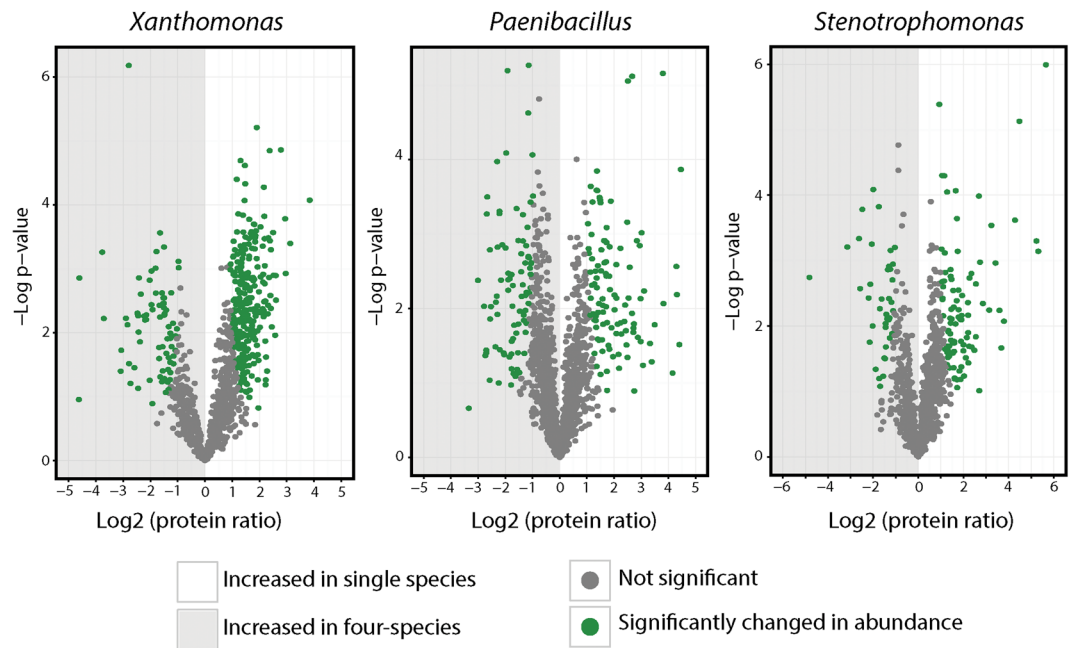 Xanthomonas Paenibacillus Stenotrophomonas
6
4
2
0
−Log p−value
−5 −4 −3 −2 −1 0 1 2 3 4 5
Log2 (protein ratio)
4
2
0
−Log p−value
−5 −4 −3 −2 −1 0 1 2 3 4 5
Log2 (protein ratio)
6
4
2
0
−Log p−value
−6 −4 −2 0 2 4 6
Log2 (protein ratio)
Increased in single species
Increased in four-species
Not significant
Significantly changed in abundance